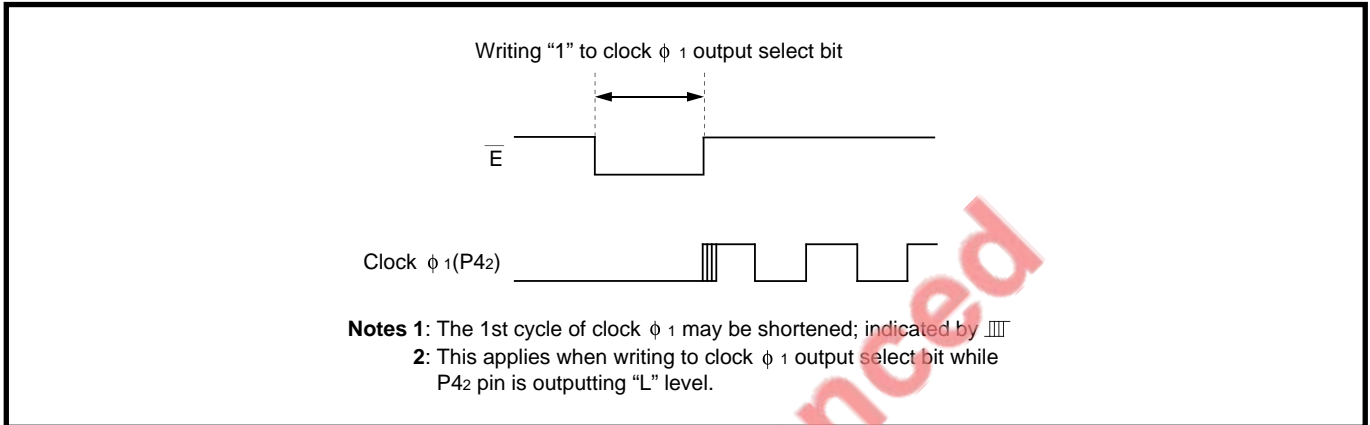 Writing “1” to clock ϕ 1 output select bit
E
Clock ϕ 1(P42)
Notes 1: The 1st cycle of clock ϕ 1 may be shortened; indicated by
2: This applies when writing to clock ϕ 1 output select bit while
P42 pin is outputting “L” level.
nced